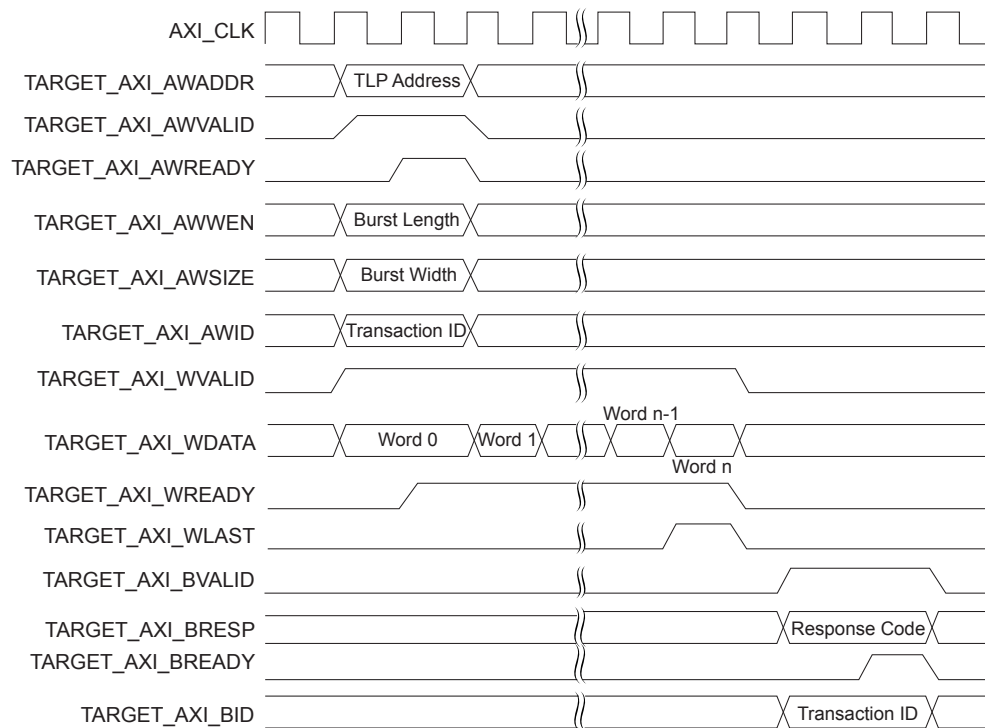 AXI_CLK
TARGET_AXI_AWADDR TLP Address
TARGET_AXI_AWVALID
TARGET_AXI_AWREADY
TARGET_AXI_AWWEN Burst Length
TARGET_AXI_AWSIZE Burst Width
TARGET_AXI_AWID Transaction ID
TARGET_AXI_WVALID
Word n-1
TARGET_AXI_WDATA Word 0 Word 1
Word n
TARGET_AXI_WREADY
TARGET_AXI_WLAST
TARGET_AXI_BVALID
TARGET_AXI_BRESP Response Code
TARGET_AXI_BREADY
TARGET_AXI_BID Transaction ID